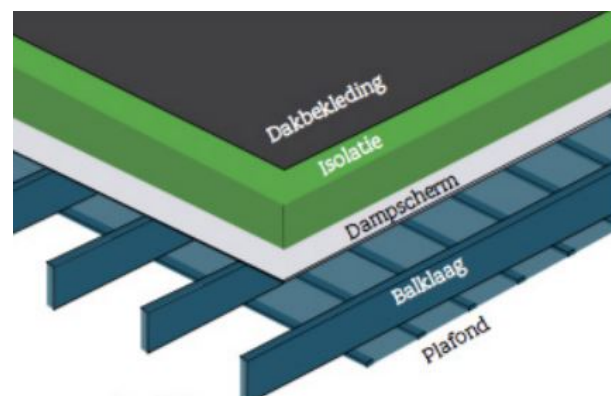 Dakbekleding
Isolatie
Dampscherm
Balklaag
Plafond